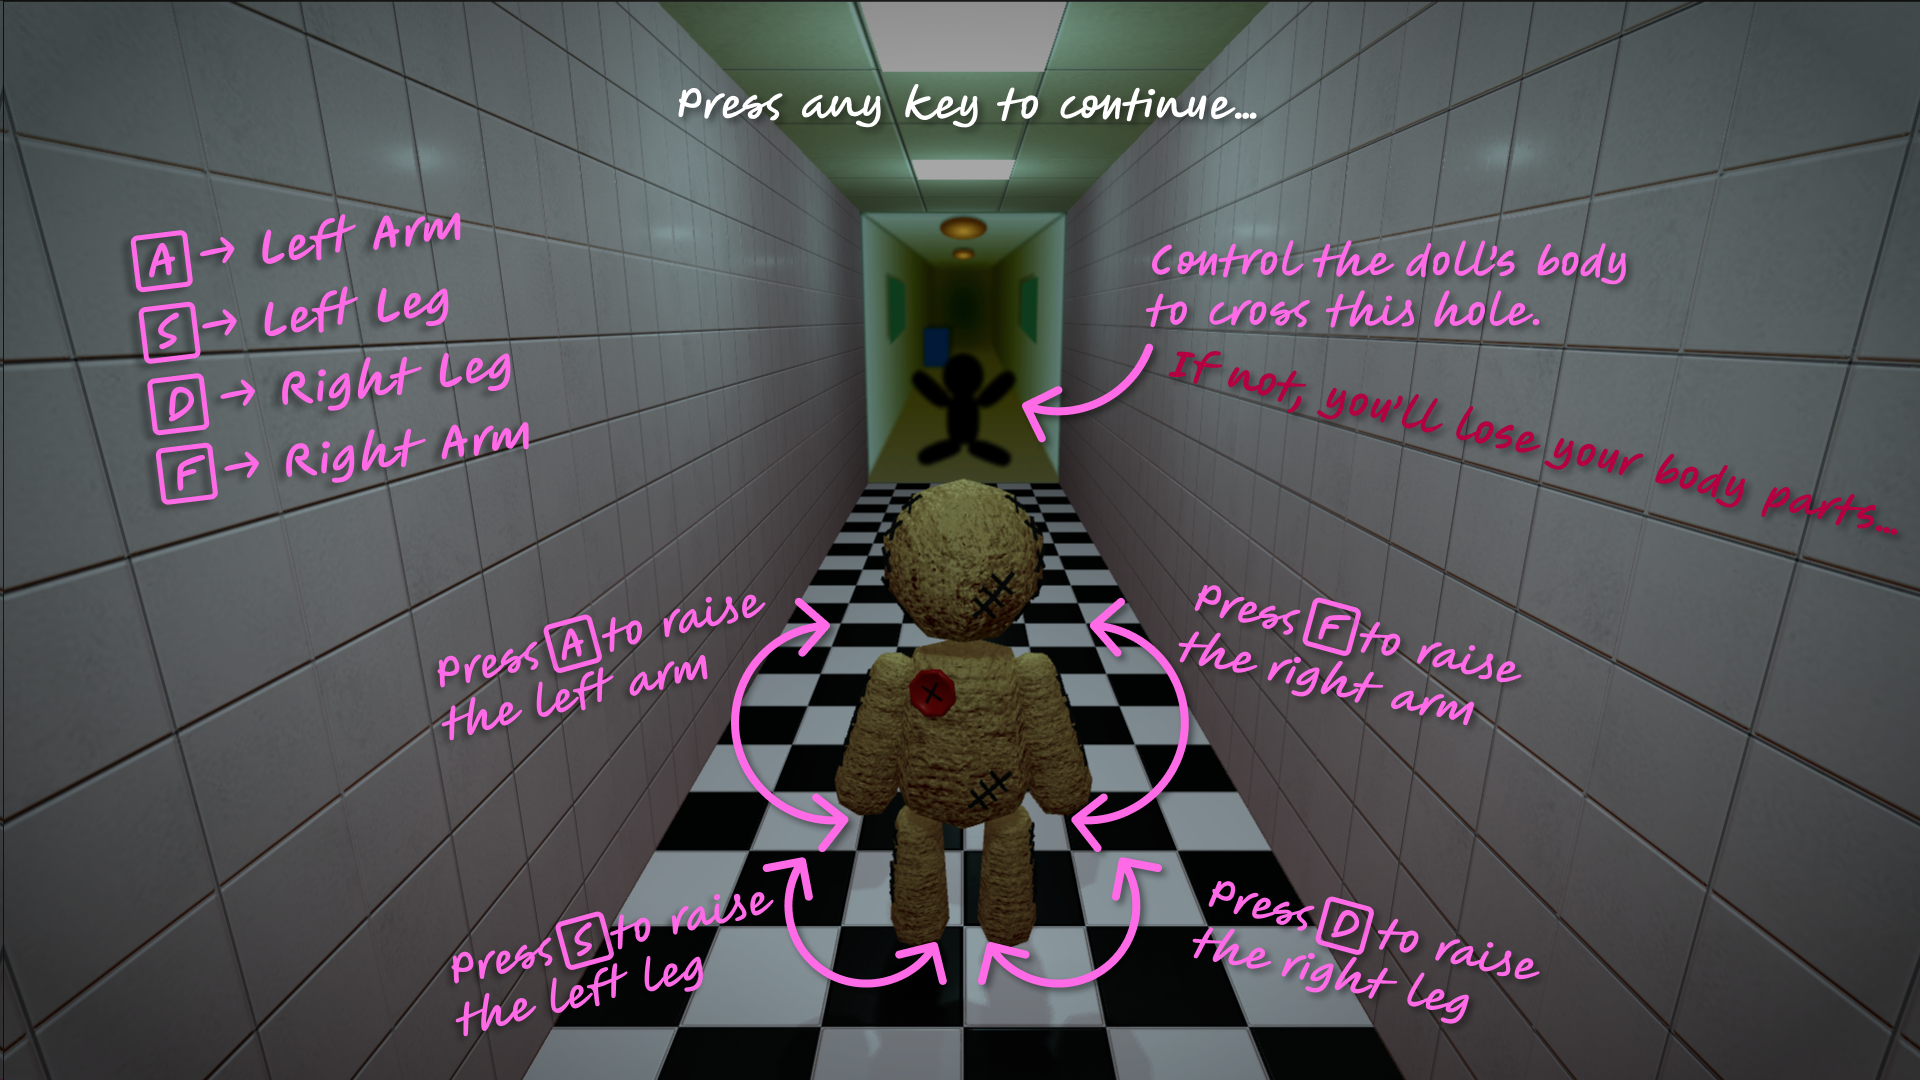 Press any key to continue...
A → Left Arm
S → Left Leg
D → Right Leg
F → Right Arm
Control the doll's body
to cross this hole.
If not, you'll lose your body parts...
Press A to raise
the left arm
Press F to raise
the right arm
Press S to raise
the left leg
Press D to raise
the right leg